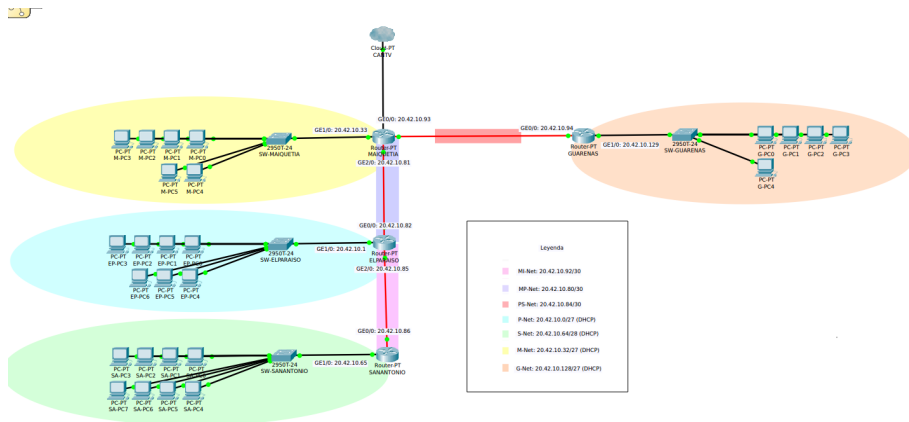 Cloud-PT
CANTV
GE0/0: 20.42.10.93
GE1/0: 20.42.10.33
Router-PT
MAIQUETIA
GE2/0: 20.42.10.81
2950T-24
SW-MAIQUETIA
PC-PT
M-PC3
PC-PT
M-PC2
PC-PT
M-PC1
PC-PT
M-PC0
PC-PT
M-PC5
PC-PT
M-PC4
GE0/0: 20.42.10.94
Router-PT
GUARENAS
GE1/0: 20.42.10.129
2950T-24
SW-GUARENAS
PC-PT
G-PC0
PC-PT
G-PC1
PC-PT
G-PC2
PC-PT
G-PC3
PC-PT
G-PC4
GE0/0: 20.42.10.82
GE1/0: 20.42.10.1
Router-PT
ELPARAISO
GE2/0: 20.42.10.85
2950T-24
SW-ELPARAISO
PC-PT
EP-PC3
PC-PT
EP-PC2
PC-PT
EP-PC1
PC-PT
PC-PT
EP-PC6
PC-PT
EP-PC5
PC-PT
EP-PC4
GE0/0: 20.42.10.86
GE1/0: 20.42.10.65
Router-PT
SANANTONIO
2950T-24
SW-SANANTONIO
PC-PT
SA-PC3
PC-PT
SA-PC2
PC-PT
SA-PC1
PC-PT
PC-PT
SA-PC7
PC-PT
SA-PC6
PC-PT
SA-PC5
PC-PT
SA-PC4
Leyenda
MI-Net: 20.42.10.92/30
MP-Net: 20.42.10.80/30
PS-Net: 20.42.10.84/30
P-Net: 20.42.10.0/27 (DHCP)
S-Net: 20.42.10.64/28 (DHCP)
M-Net: 20.42.10.32/27 (DHCP)
G-Net: 20.42.10.128/27 (DHCP)